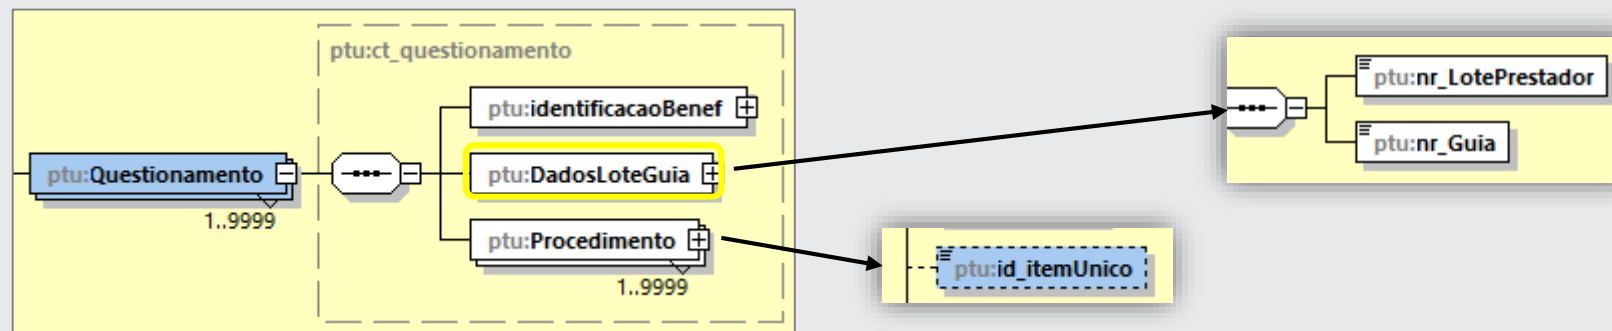 ptu:ct_questionamento
ptu:nr_LotePrestador
ptu:identificacaoBenef
ptu:nr_Guia
ptu:Questionamento
ptu:DadosLoteGuia
1..9999
ptu:Procedimento
ptu:id_itemUnico
1..9999